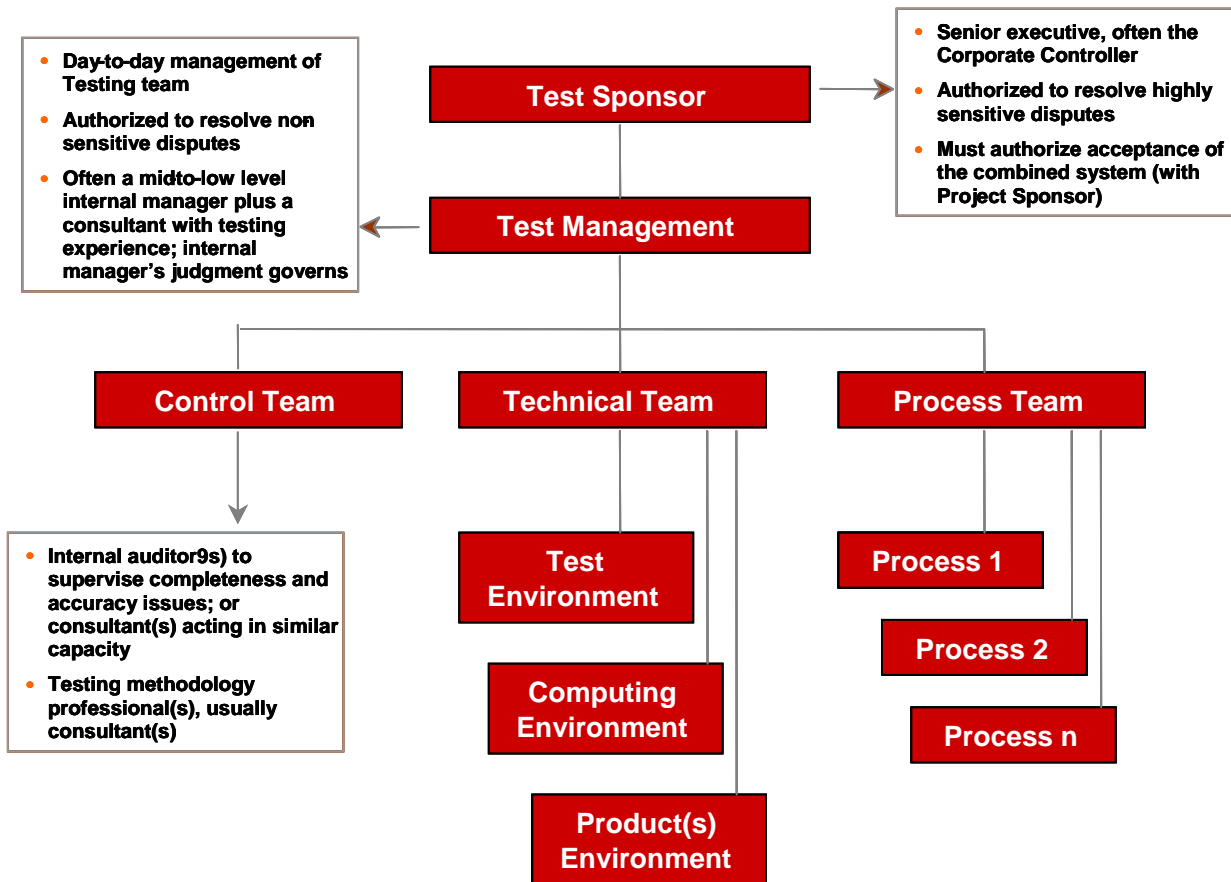 • Day-to-day management of
Testing team
• Authorized to resolve non-
sensitive disputes
• Often a mid-to-low level
internal manager plus a
consultant with testing
experience; internal
manager's judgment governs
Test Sponsor
• Senior executive, often the
Corporate Controller
• Authorized to resolve highly
sensitive disputes
• Must authorize acceptance of
the combined system (with
Project Sponsor)
Test Management
Control Team
Technical Team
Process Team
• Internal auditor9s) to
supervise completeness and
accuracy issues; or
consultant(s) acting in similar
capacity
• Testing methodology
professional(s), usually
consultant(s)
Test
Environment
Computing
Environment
Product(s)
Environment
Process 1
Process 2
Process n